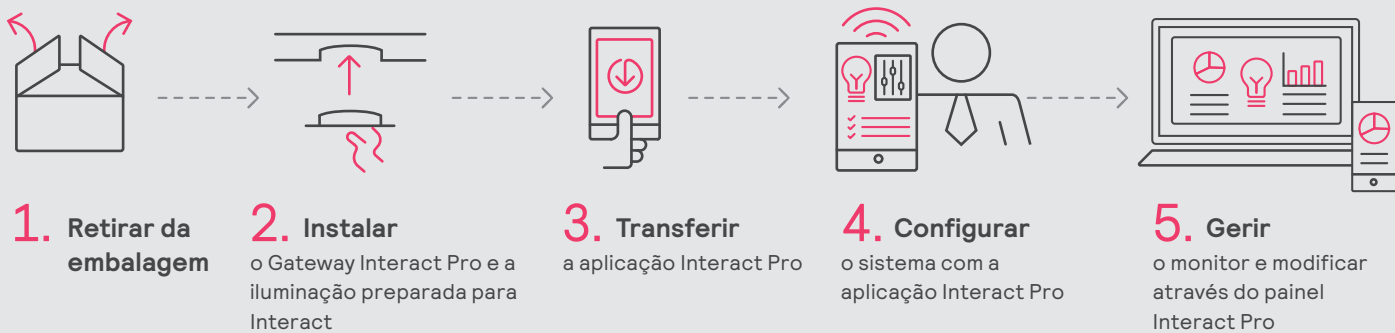 1. Retirar da
embalagem
2. Instalar
o Gateway Interact Pro e a
iluminação preparada para
Interact
3. Transferir
a aplicação Interact Pro
4. Configurar
o sistema com a
aplicação Interact Pro
5. Gerir
o monitor e modificar
através do painel
Interact Pro